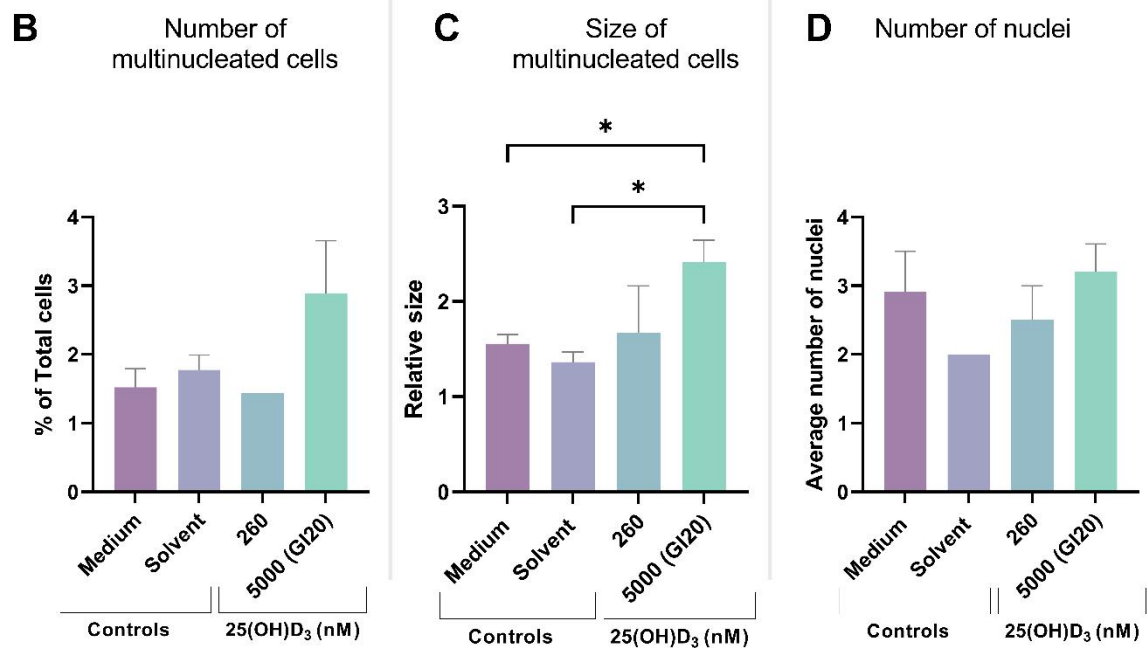 B
Number of
multinucleated cells
% of Total cells
4
3
2
1
0
Medium
Solvent
260
5000 (GI20)
Controls
25(OH)D₃ (nM)
C
Size of
multinucleated cells
*
*
Relative size
3
2
1
0
Medium
Solvent
260
5000 (GI20)
Controls
25(OH)D₃ (nM)
D
Number of nuclei
Average number of nuclei
4
3
2
1
0
Medium
Solvent
260
5000 (GI20)
Controls
25(OH)D₃ (nM)